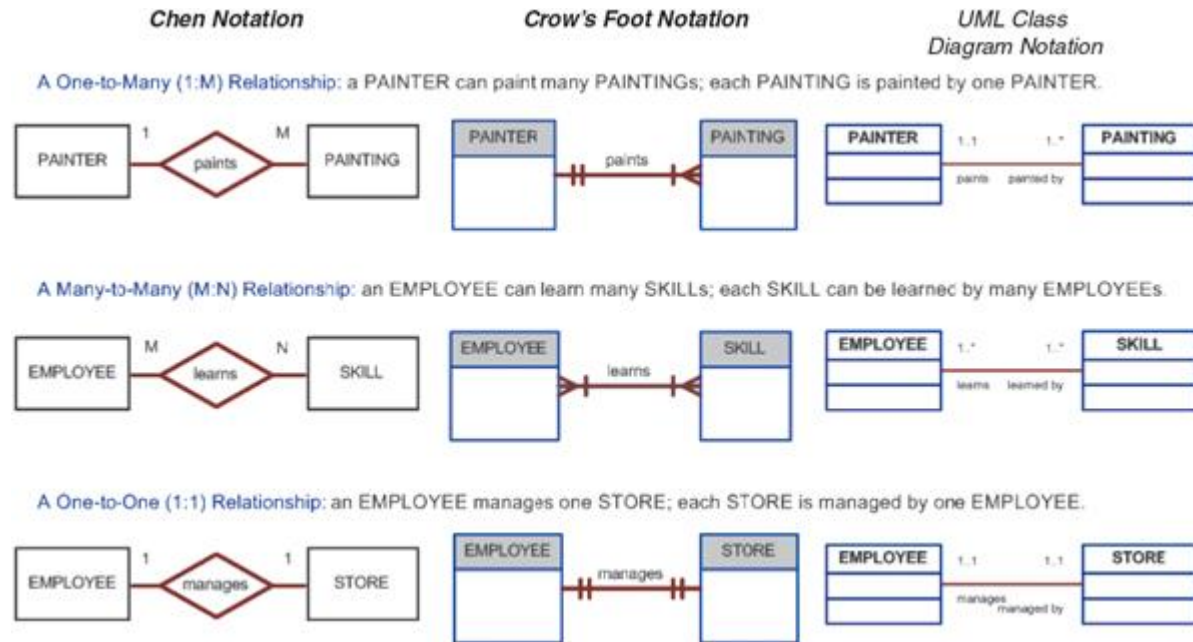 Chen Notation
Crow's Foot Notation
UML Class
Diagram Notation
A One-to-Many (1:M) Relationship: a PAINTER can paint many PAINTINGs; each PAINTING is painted by one PAINTER.
PAINTER
1
paints
M
PAINTING
PAINTER
paints
PAINTING
PAINTER
1..1
1..*
PAINTING
paints
painted by
A Many-to-Many (M:N) Relationship: an EMPLOYEE can learn many SKILLs; each SKILL can be learned by many EMPLOYEEs.
EMPLOYEE
M
learns
N
SKILL
EMPLOYEE
learns
SKILL
EMPLOYEE
1..*
1..*
SKILL
learns
learned by
A One-to-One (1:1) Relationship: an EMPLOYEE manages one STORE; each STORE is managed by one EMPLOYEE.
EMPLOYEE
1
manages
1
STORE
EMPLOYEE
manages
STORE
EMPLOYEE
1..1
1..1
STORE
manages
managed by